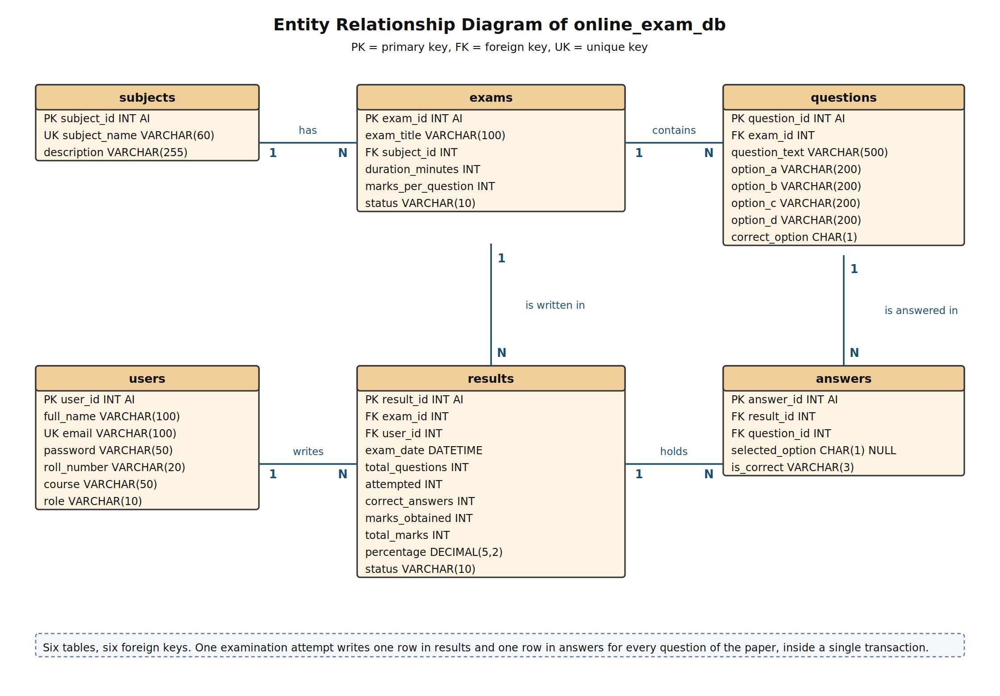 Entity Relationship Diagram of online_exam_db
PK = primary key, FK = foreign key, UK = unique key
subjects
PK subject_id INT AI
UK subject_name VARCHAR(60)
description VARCHAR(255)
has
1
N
exams
PK exam_id INT AI
exam_title VARCHAR(100)
FK subject_id INT
duration_minutes INT
marks_per_question INT
status VARCHAR(10)
contains
1
N
questions
PK question_id INT AI
FK exam_id INT
question_text VARCHAR(500)
option_a VARCHAR(200)
option_b VARCHAR(200)
option_c VARCHAR(200)
option_d VARCHAR(200)
correct_option CHAR(1)
1
is written in
N
1
is answered in
N
users
PK user_id INT AI
full_name VARCHAR(100)
UK email VARCHAR(100)
password VARCHAR(50)
roll_number VARCHAR(20)
course VARCHAR(50)
role VARCHAR(10)
writes
1
N
results
PK result_id INT AI
FK exam_id INT
FK user_id INT
exam_date DATETIME
total_questions INT
attempted INT
correct_answers INT
marks_obtained INT
total_marks INT
percentage DECIMAL(5,2)
status VARCHAR(10)
holds
1
N
answers
PK answer_id INT AI
FK result_id INT
FK question_id INT
selected_option CHAR(1) NULL
is_correct VARCHAR(3)
Six tables, six foreign keys. One examination attempt writes one row in results and one row in answers for every question of the paper, inside a single transaction.